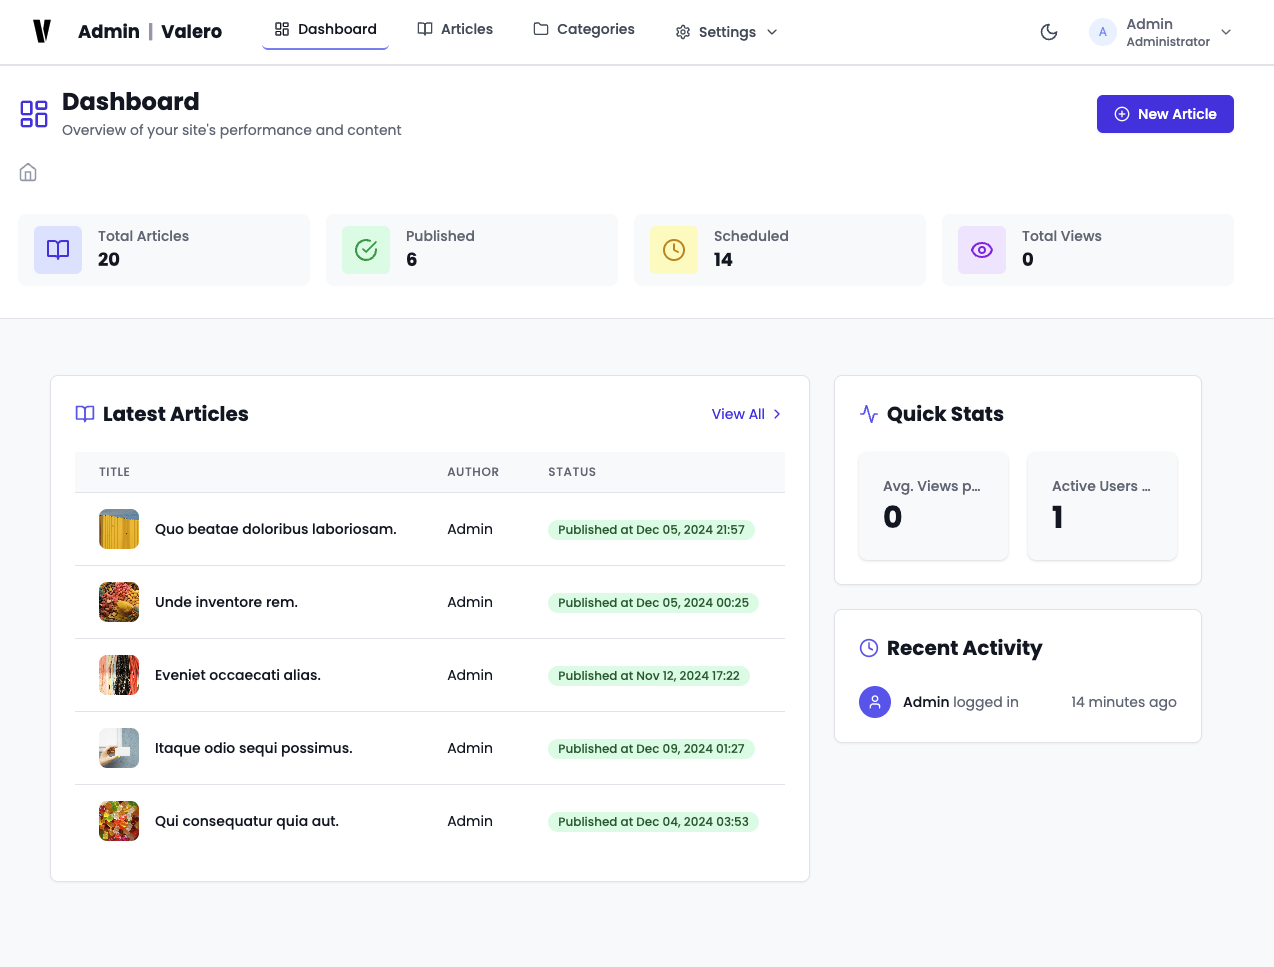 Admin | Valero
Dashboard
Articles
Categories
Settings
A
Admin
Administrator
Dashboard
Overview of your site's performance and content
New Article
Total Articles
20
Published
6
Scheduled
14
Total Views
0
Latest Articles
View All
TITLE AUTHOR STATUS
Quo beatae doloribus laboriosam. Admin Published at Dec 05, 2024 21:57
Unde inventore rem. Admin Published at Dec 05, 2024 00:25
Eveniet occaecati alias. Admin Published at Nov 12, 2024 17:22
Itaque odio sequi possimus. Admin Published at Dec 09, 2024 01:27
Qui consequatur quia aut. Admin Published at Dec 04, 2024 03:53
Quick Stats
Avg. Views p...
0
Active Users ...
1
Recent Activity
Admin logged in 14 minutes ago